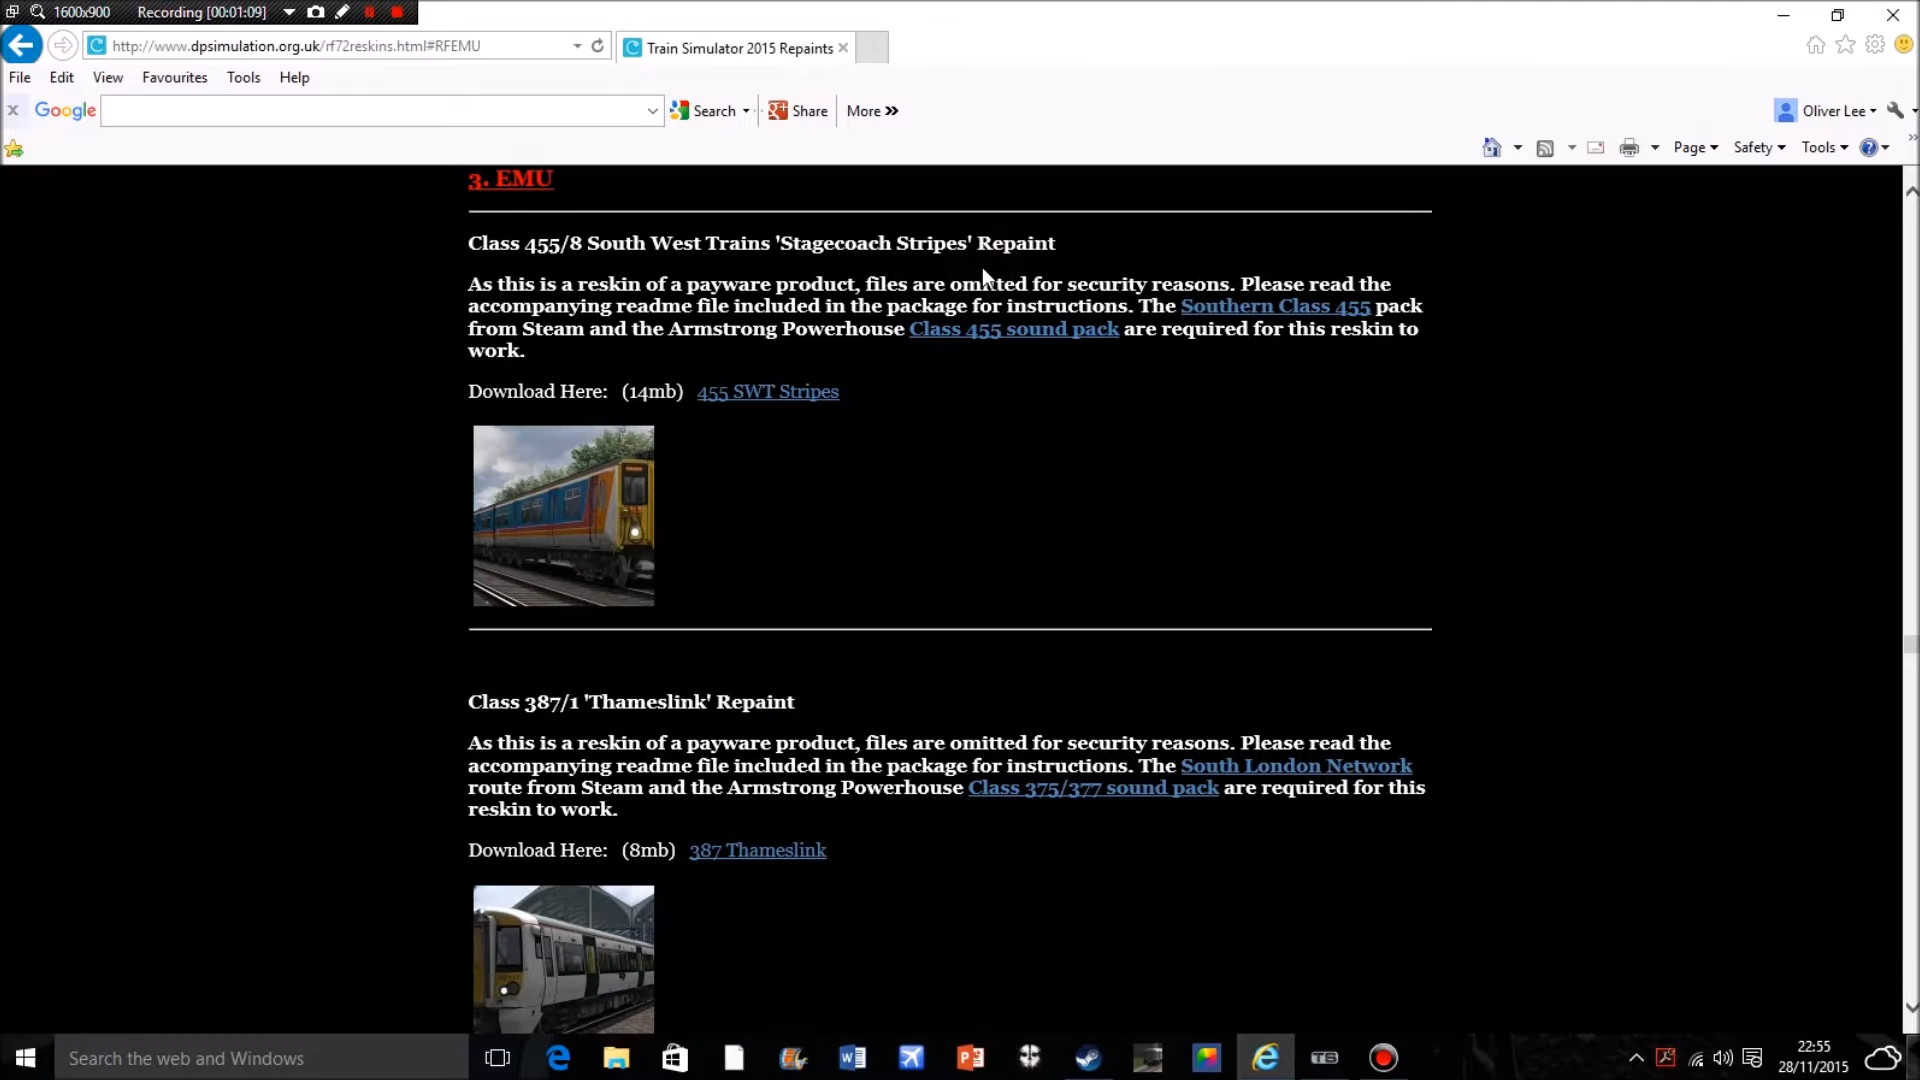 1600x900 Recording [00:01:09]
http://www.dpsimulation.org.uk/rf72reskins.html#RFEMU
Train Simulator 2015 Repaints
File Edit View Favourites Tools Help
x Google Search Share More »
Oliver Lee
Page Safety Tools
3. EMU
Class 455/8 South West Trains 'Stagecoach Stripes' Repaint
As this is a reskin of a payware product, files are omitted for security reasons. Please read the
accompanying readme file included in the package for instructions. The Southern Class 455 pack
from Steam and the Armstrong Powerhouse Class 455 sound pack are required for this reskin to
work.
Download Here: (14mb) 455 SWT Stripes
Class 387/1 'Thameslink' Repaint
As this is a reskin of a payware product, files are omitted for security reasons. Please read the
accompanying readme file included in the package for instructions. The South London Network
route from Steam and the Armstrong Powerhouse Class 375/377 sound pack are required for this
reskin to work.
Download Here: (8mb) 387 Thameslink
Search the web and Windows
22:55
28/11/2015